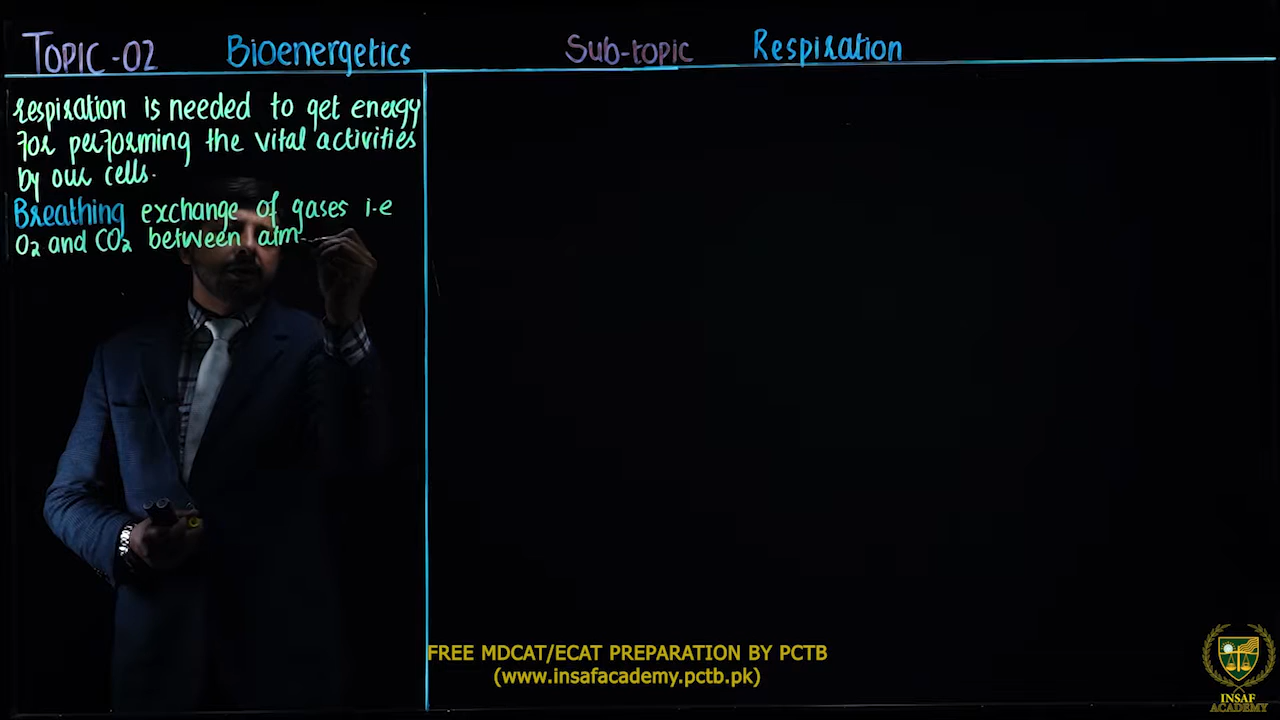 TOPIC-02 Bioenergetics Sub-topic Respiration
Respiration is needed to get energy
for performing the vital activities
by our cells.
Breathing exchange of gases i.e
O₂ and CO₂ between atm
FREE MDCAT/ECAT PREPARATION BY PCTB
(www.insafacademy.pctb.pk)
INSAF
ACADEMY